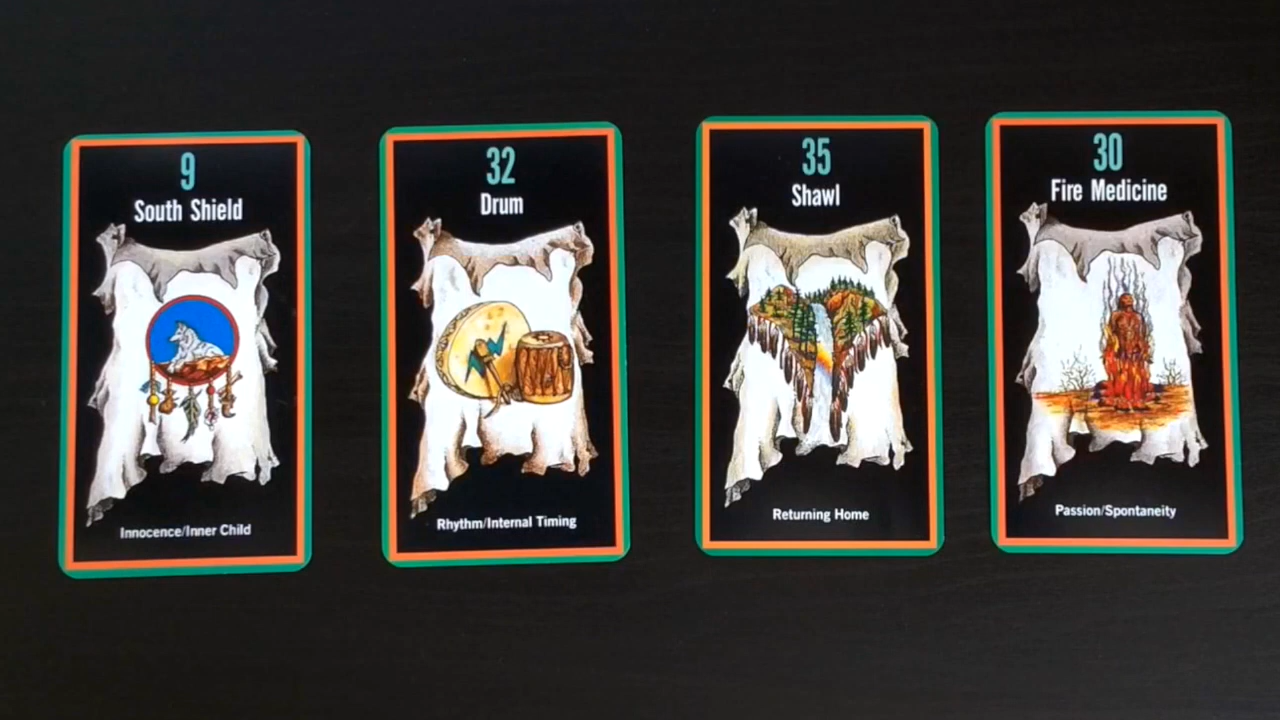 9
South Shield
Innocence/Inner Child
32
Drum
Rhythm/Internal Timing
35
Shawl
Returning Home
30
Fire Medicine
Passion/Spontaneity